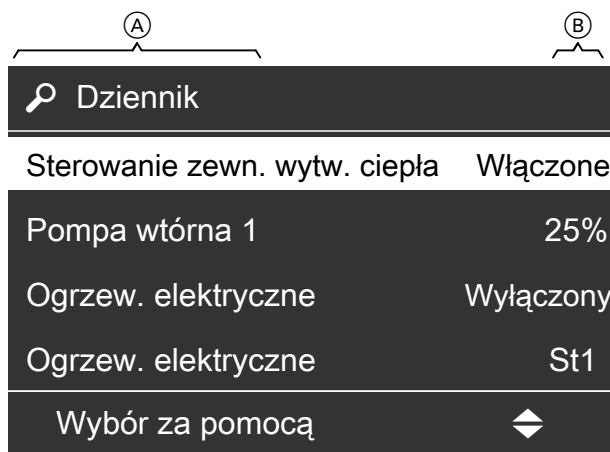 Ⓐ Ⓑ
Dziennik
Sterowanie zewn. wytw. ciepła Włączone
Pompa wtórna 1 25%
Ogrzew. elektryczne Wyłączony
Ogrzew. elektryczne St1
Wybór za pomocą